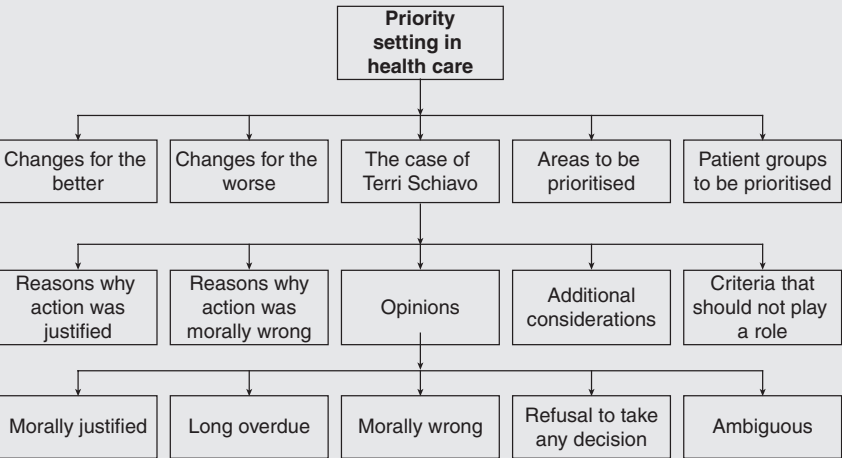 Priority
setting in
health care
Changes for the
better
Changes for the
worse
The case of
Terri Schiavo
Areas to be
prioritised
Patient groups
to be prioritised
Reasons why
action was
justified
Reasons why
action was
morally wrong
Opinions
Additional
considerations
Criteria that
should not play
a role
Morally justified
Long overdue
Morally wrong
Refusal to take
any decision
Ambiguous